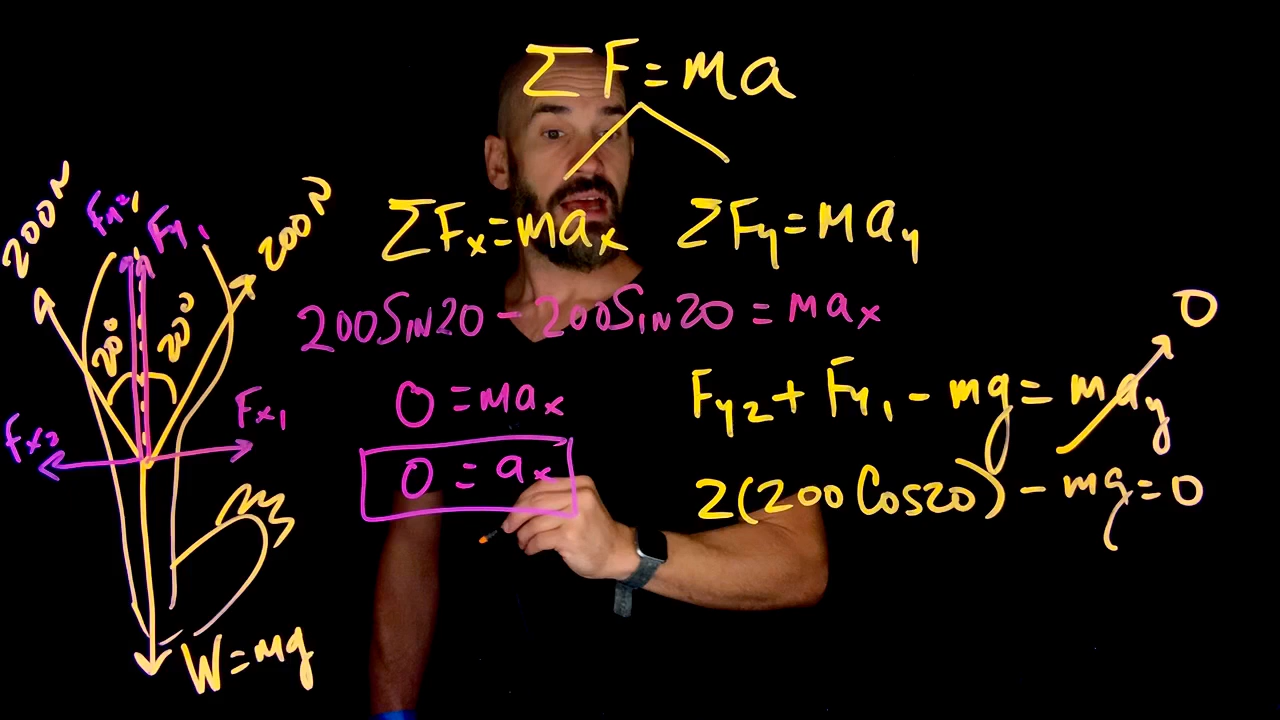 ΣF=ma
ΣFx=max
ΣFy=may
200Sin20 - 200Sin20 = max
0 = max
0 = ax
0
Fy2 + Fy1 - mg = may
2(200Cos20) - mg = 0
200N
Fy1
200N
20°
20°
Fx2
Fx1
W=mg